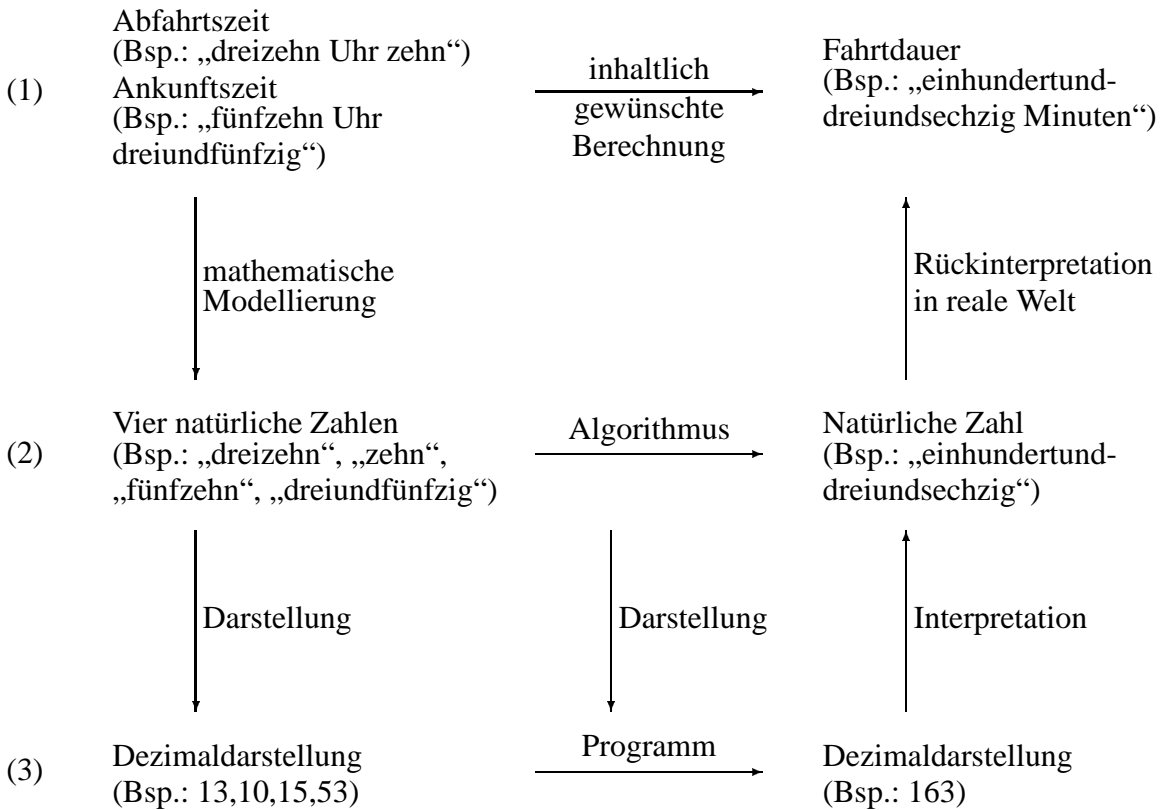 Abfahrtszeit
(Bsp.: „dreizehn Uhr zehn“)
(1)
Ankunftszeit
(Bsp.: „fünfzehn Uhr
dreiundfünfzig“)
inhaltlich
gewünschte
Berechnung
Fahrtdauer
(Bsp.: „einhundertund-
dreiundsechzig Minuten“)
mathematische
Modellierung
Rückinterpretation
in reale Welt
(2)
Vier natürliche Zahlen
(Bsp.: „dreizehn“, „zehn“,
„fünfzehn“, „dreiundfünfzig“)
Algorithmus
Natürliche Zahl
(Bsp.: „einhundertund-
dreiundsechzig“)
Darstellung
Darstellung
Interpretation
(3)
Dezimaldarstellung
(Bsp.: 13,10,15,53)
Programm
Dezimaldarstellung
(Bsp.: 163)